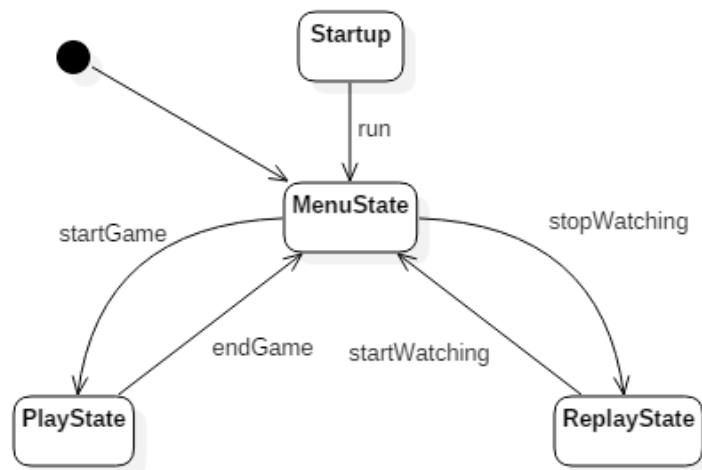 Startup
run
MenuState
startGame
stopWatching
endGame
startWatching
PlayState
ReplayState